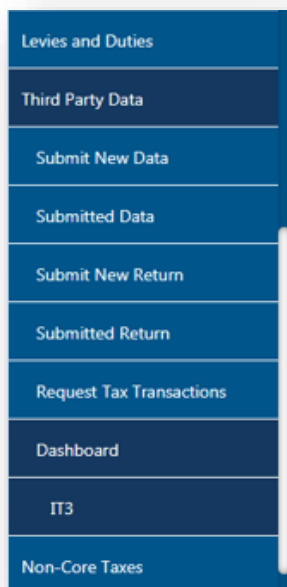 Levies and Duties
Third Party Data
Submit New Data
Submitted Data
Submit New Return
Submitted Return
Request Tax Transactions
Dashboard
IT3
Non-Core Taxes